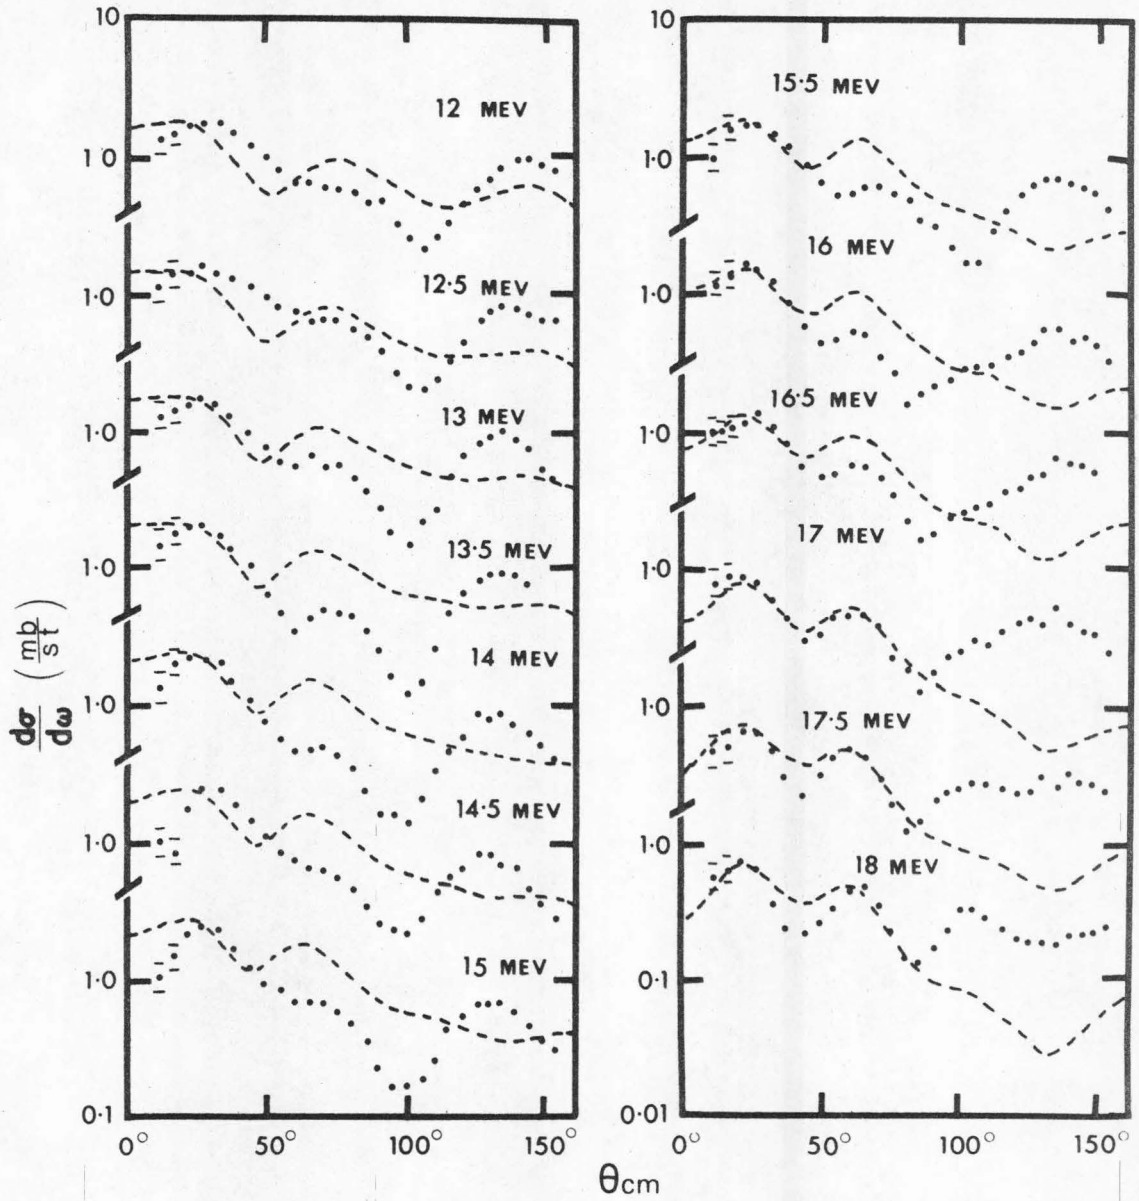 10
12 MEV
1·0
12·5 MEV
1·0
13 MEV
1·0
13·5 MEV
1·0
14 MEV
1·0
14·5 MEV
1·0
15 MEV
1·0
0·1
0° 50° 100° 150°
dσ/dω (mb/st)
10
15·5 MEV
1·0
16 MEV
1·0
16·5 MEV
1·0
17 MEV
1·0
1·0
17·5 MEV
1·0
18 MEV
0·1
0·01
0° 50° 100° 150°
θcm